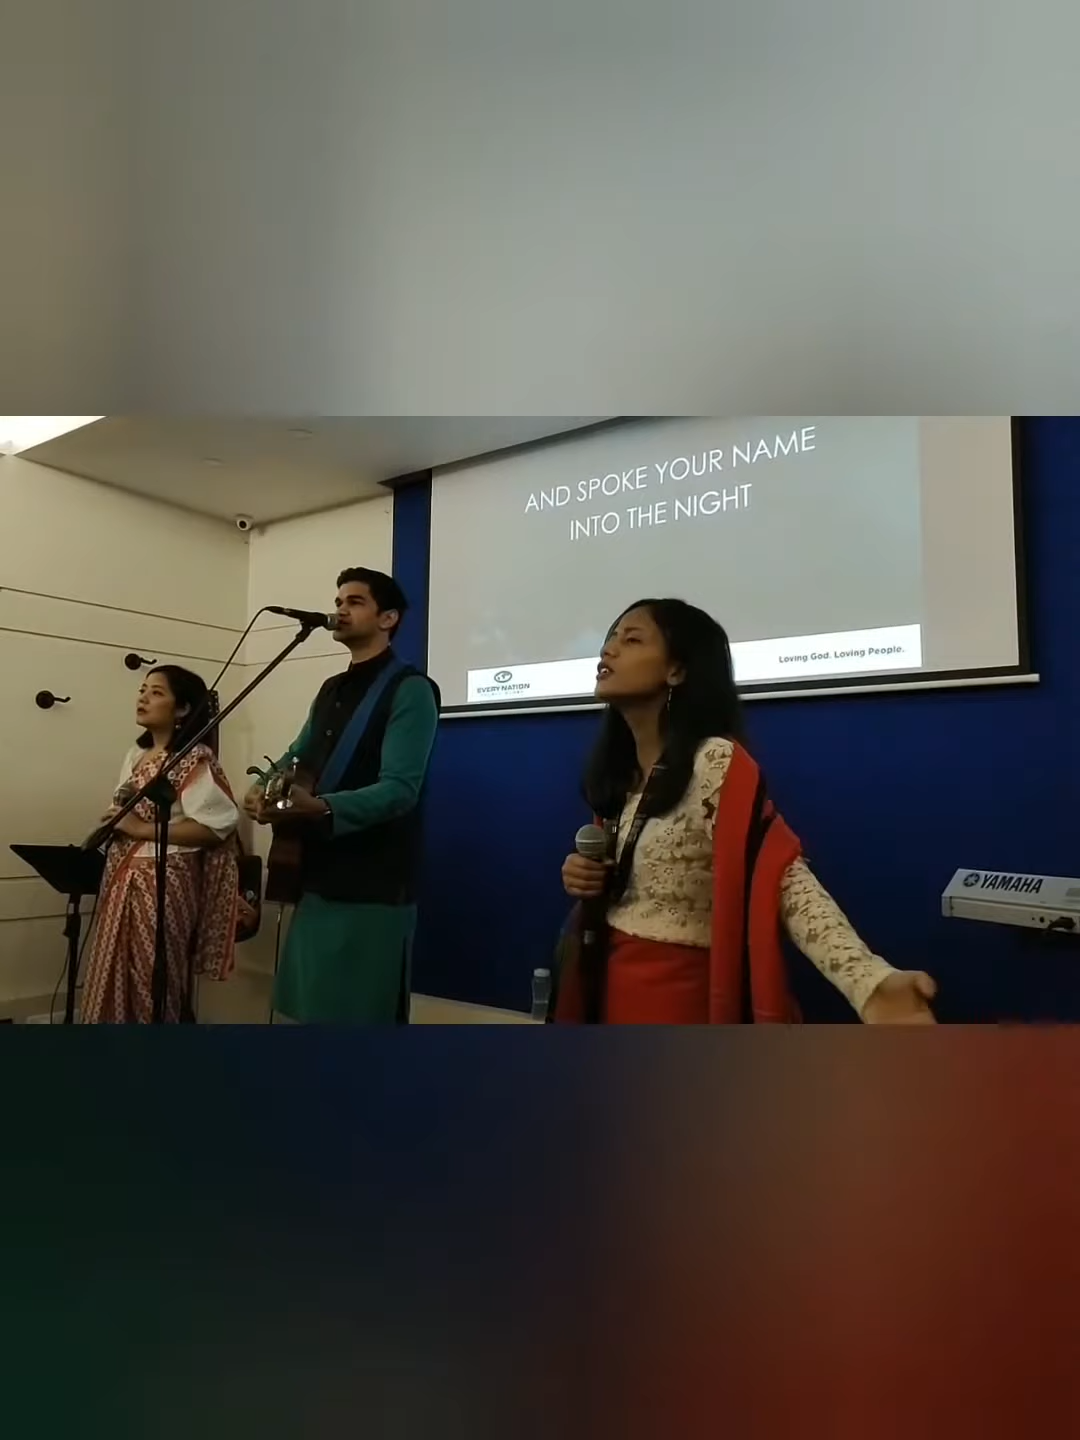 AND SPOKE YOUR NAME
INTO THE NIGHT
Loving God. Loving People.
EVERY NATION
YAMAHA